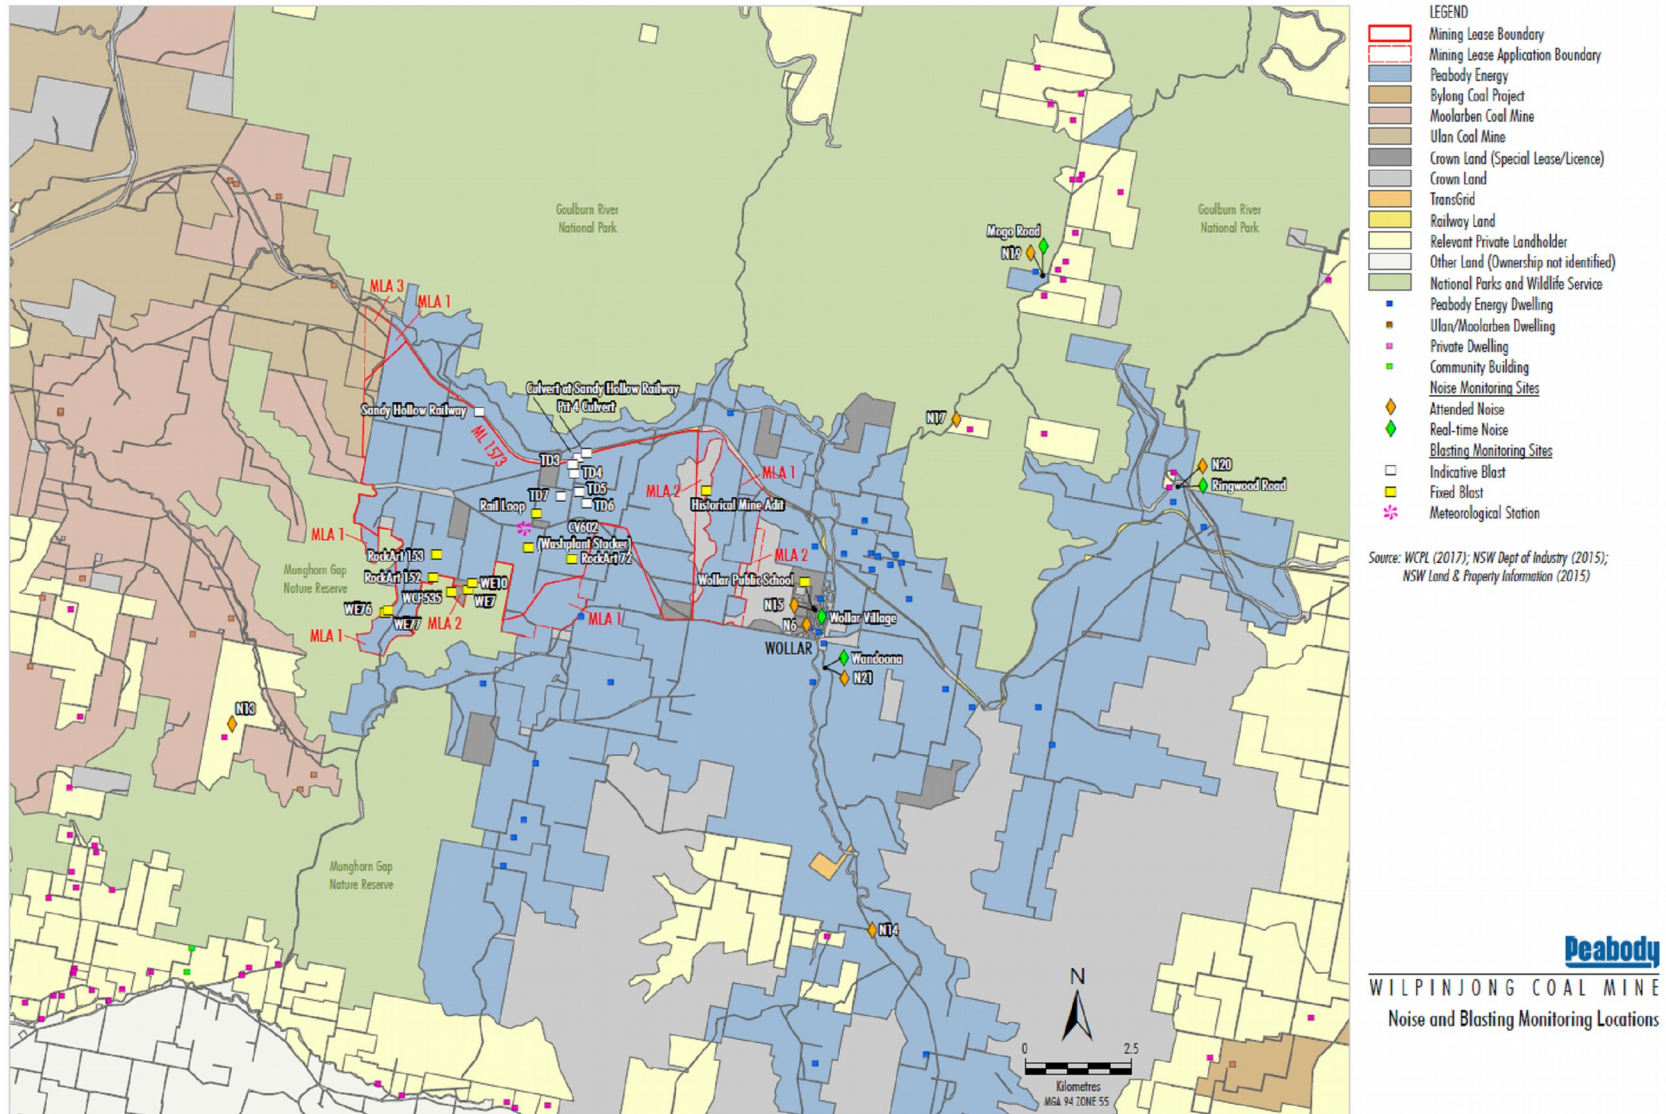 LEGEND
Mining Lease Boundary
Mining Lease Application Boundary
Peabody Energy
Bylong Coal Project
Moolarben Coal Mine
Ulan Coal Mine
Crown Land (Special Lease/Licence)
Crown Land
TransGrid
Railway Land
Relevant Private Landholder
Other Land (Ownership not identified)
National Parks and Wildlife Service
Peabody Energy Dwelling
Ulan/Moolarben Dwelling
Private Dwelling
Community Building
Noise Monitoring Sites
Attended Noise
Real-time Noise
Blasting Monitoring Sites
Indicative Blast
Fixed Blast
Meteorological Station
Source: WCPL (2017); NSW Dept of Industry (2015);
NSW Land & Property Information (2015)
Goulburn River
National Park
Goulburn River
National Park
Mogo Road
N19
MLA 3
MLA 1
Culvert at Sandy Hollow Railway
Pit 4 Culvert
Sandy Hollow Railway
ML 1573
N17
TD3
TD4
TD5
TD7
TD6
Rail Loop
MLA 1
MLA 2
Historical Mine Adit
N20
Ringwood Road
CV602
(Washplant Stacker)
MLA 1
RockArt 153
RockArt 72
MLA 2
Munghorn Gap
Nature Reserve
RockArt 152
WE10
WCP535
WE7
Wollar Public School
WE76
WE77
MLA 2
MLA 1
MLA 1
N15
N6
Wollar Village
WOLLAR
Wandoona
N21
N13
Munghorn Gap
Nature Reserve
N14
N
0
2.5
Kilometres
MGA 94 ZONE 55
Peabody
WILPINJONG COAL MINE
Noise and Blasting Monitoring Locations